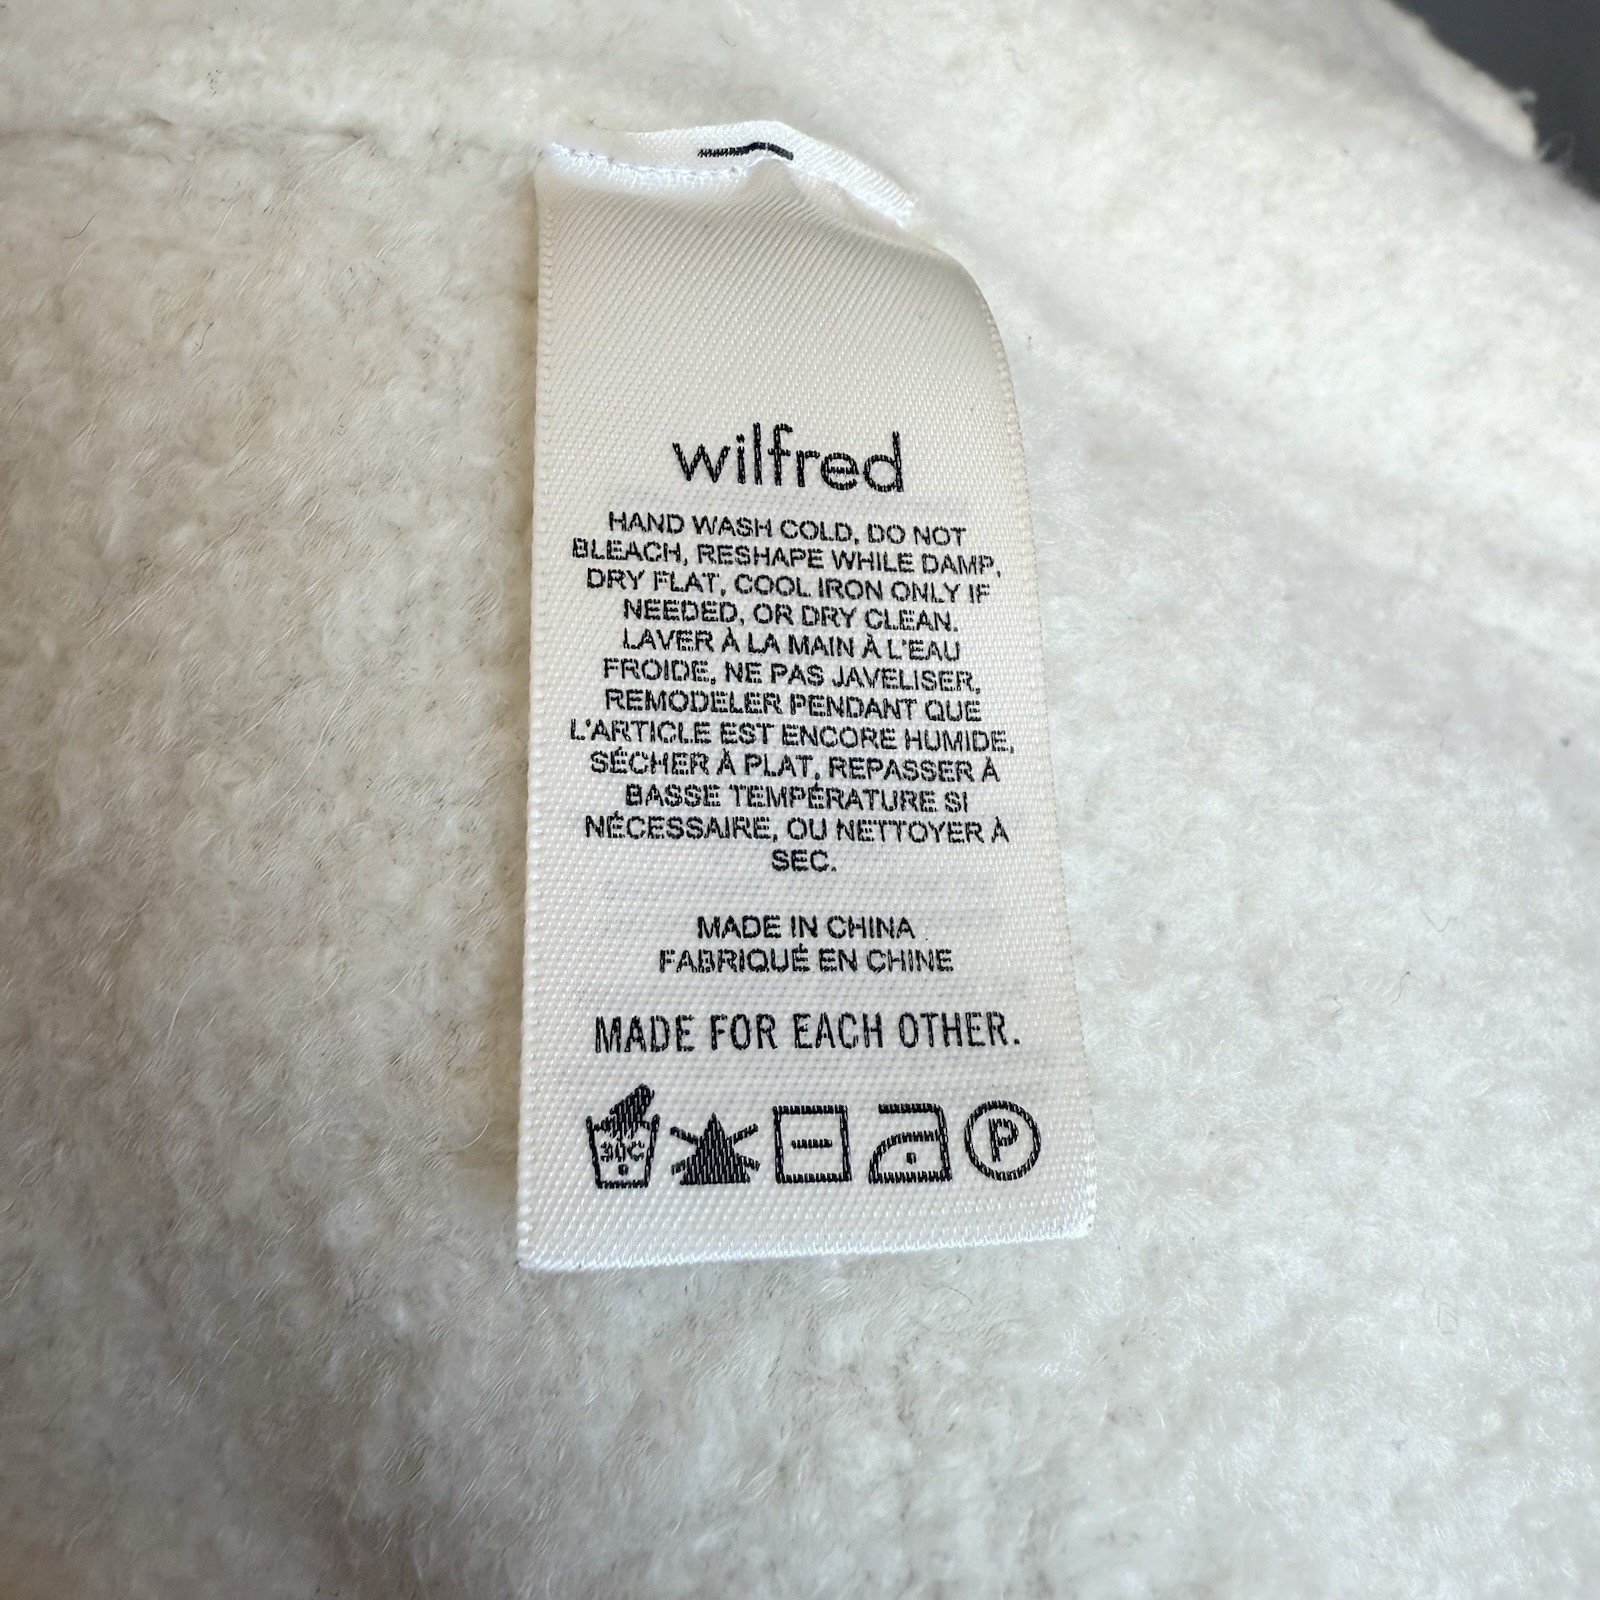 wilfred
HAND WASH COLD, DO NOT
BLEACH, RESHAPE WHILE DAMP,
DRY FLAT, COOL IRON ONLY IF
NEEDED, OR DRY CLEAN.
LAVER À LA MAIN À L'EAU
FROIDE, NE PAS JAVELISER,
REMODELER PENDANT QUE
L'ARTICLE EST ENCORE HUMIDE,
SÉCHER À PLAT, REPASSER À
BASSE TEMPÉRATURE SI
NÉCESSAIRE, OU NETTOYER À
SEC.
MADE IN CHINA
FABRIQUÉ EN CHINE
MADE FOR EACH OTHER.
30C P